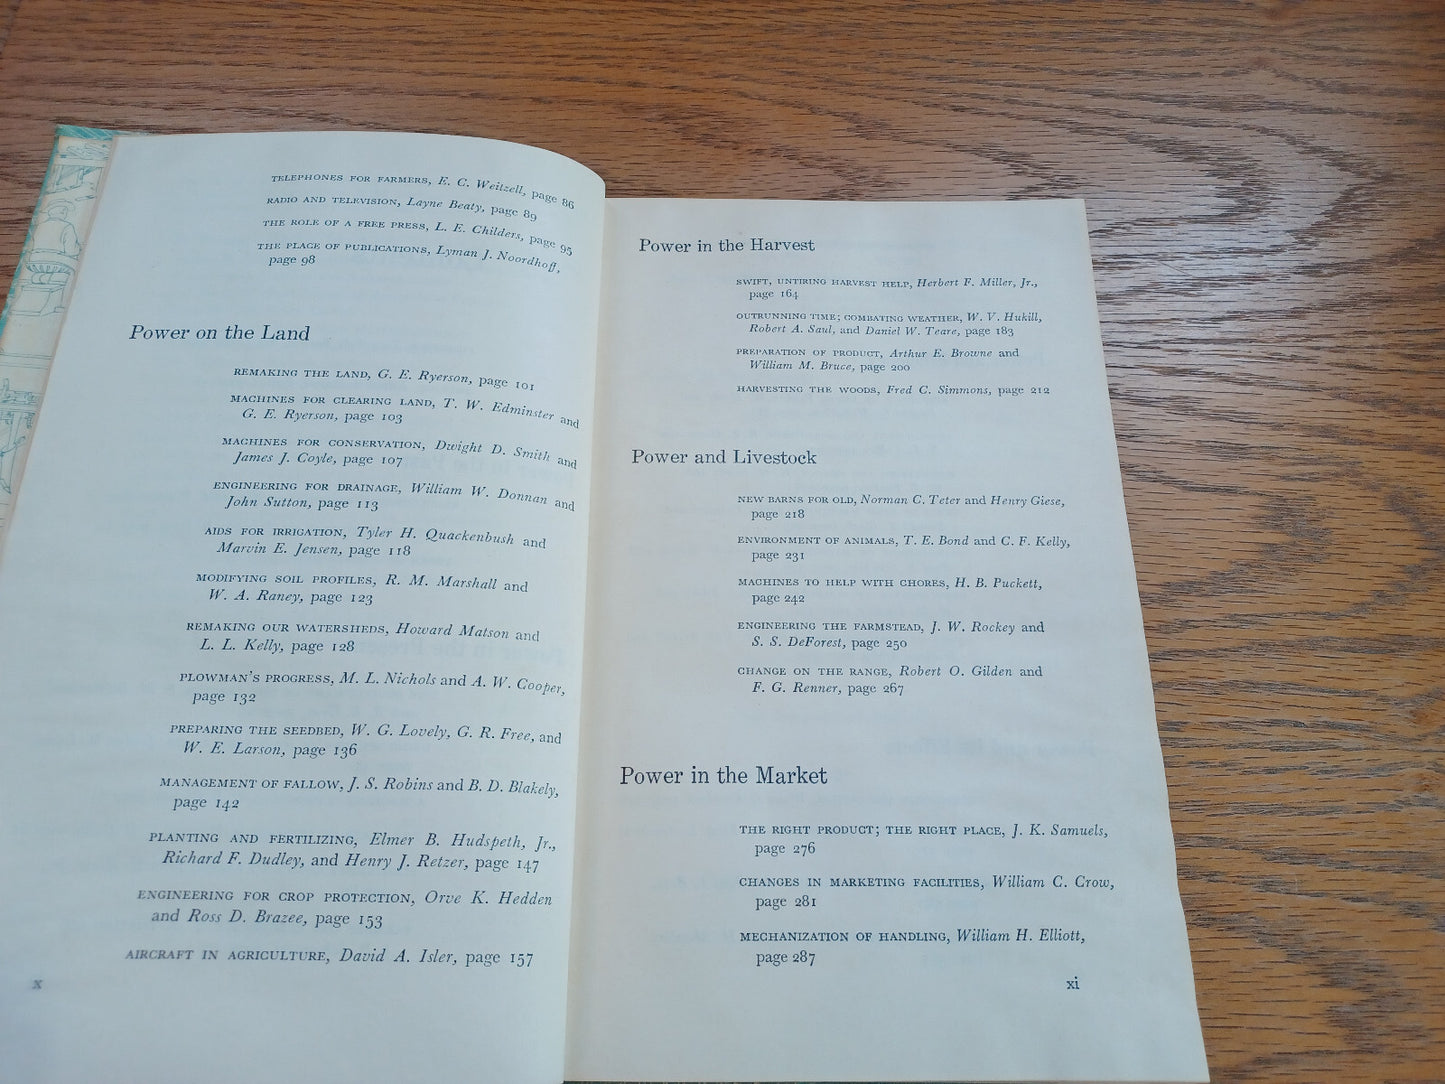 TELEPHONES FOR FARMERS, E. C. Weitzell, page 86
RADIO AND TELEVISION, Layne Beaty, page 89
THE ROLE OF A FREE PRESS, L. E. Childers, page 95
THE PLACE OF PUBLICATIONS, Lyman J. Noordhoff,
page 98
Power on the Land
REMAKING THE LAND, G. E. Ryerson, page 101
MACHINES FOR CLEARING LAND, T. W. Edminster and
G. E. Ryerson, page 103
MACHINES FOR CONSERVATION, Dwight D. Smith and
James J. Coyle, page 107
ENGINEERING FOR DRAINAGE, William W. Donnan and
John Sutton, page 113
AIDS FOR IRRIGATION, Tyler H. Quackenbush and
Marvin E. Jensen, page 118
MODIFYING SOIL PROFILES, R. M. Marshall and
W. A. Raney, page 123
REMAKING OUR WATERSHEDS, Howard Matson and
L. L. Kelly, page 128
PLOWMAN'S PROGRESS, M. L. Nichols and A. W. Cooper,
page 132
PREPARING THE SEEDBED, W. G. Lovely, G. R. Free, and
W. E. Larson, page 136
MANAGEMENT OF FALLOW, J. S. Robins and B. D. Blakely,
page 142
PLANTING AND FERTILIZING, Elmer B. Hudspeth, Jr.,
Richard F. Dudley, and Henry J. Retzer, page 147
ENGINEERING FOR CROP PROTECTION, Orve K. Hedden
and Ross D. Brazee, page 153
AIRCRAFT IN AGRICULTURE, David A. Isler, page 157
x
Power in the Harvest
SWIFT, UNTIRING HARVEST HELP, Herbert F. Miller, Jr.,
page 164
OUTRUNNING TIME; COMBATING WEATHER, W. V. Hukill,
Robert A. Saul, and Daniel W. Teare, page 183
PREPARATION OF PRODUCT, Arthur E. Browne and
William M. Bruce, page 200
HARVESTING THE WOODS, Fred C. Simmons, page 212
Power and Livestock
NEW BARNS FOR OLD, Norman C. Teter and Henry Giese,
page 218
ENVIRONMENT OF ANIMALS, T. E. Bond and C. F. Kelly,
page 231
MACHINES TO HELP WITH CHORES, H. B. Puckett,
page 242
ENGINEERING THE FARMSTEAD, J. W. Rockey and
S. S. DeForest, page 250
CHANGE ON THE RANGE, Robert O. Gilden and
F. G. Renner, page 267
Power in the Market
THE RIGHT PRODUCT; THE RIGHT PLACE, J. K. Samuels,
page 276
CHANGES IN MARKETING FACILITIES, William C. Crow,
page 281
MECHANIZATION OF HANDLING, William H. Elliott,
page 287
xi